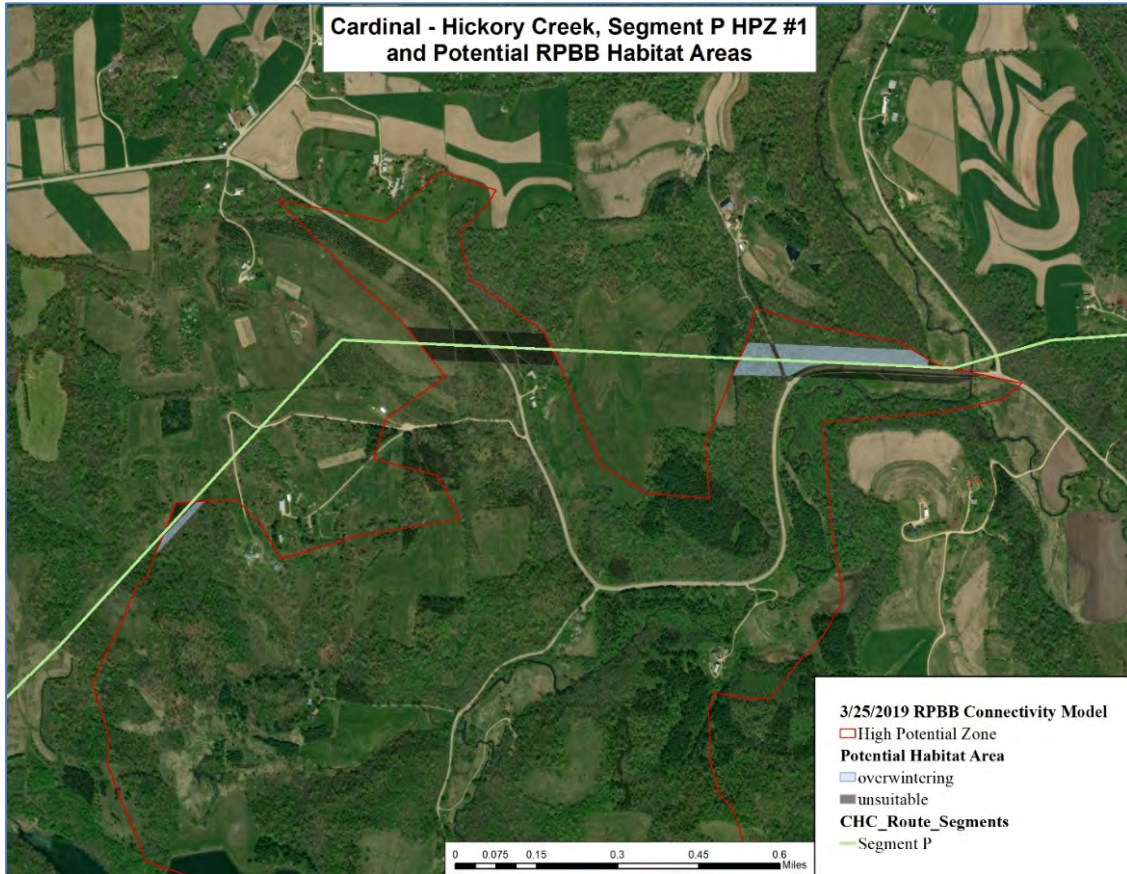 Cardinal - Hickory Creek, Segment P HPZ #1
and Potential RPBB Habitat Areas
3/25/2019 RPBB Connectivity Model
High Potential Zone
Potential Habitat Area
overwintering
unsuitable
CHC_Route_Segments
Segment P
0 0.075 0.15 0.3 0.45 0.6
Miles